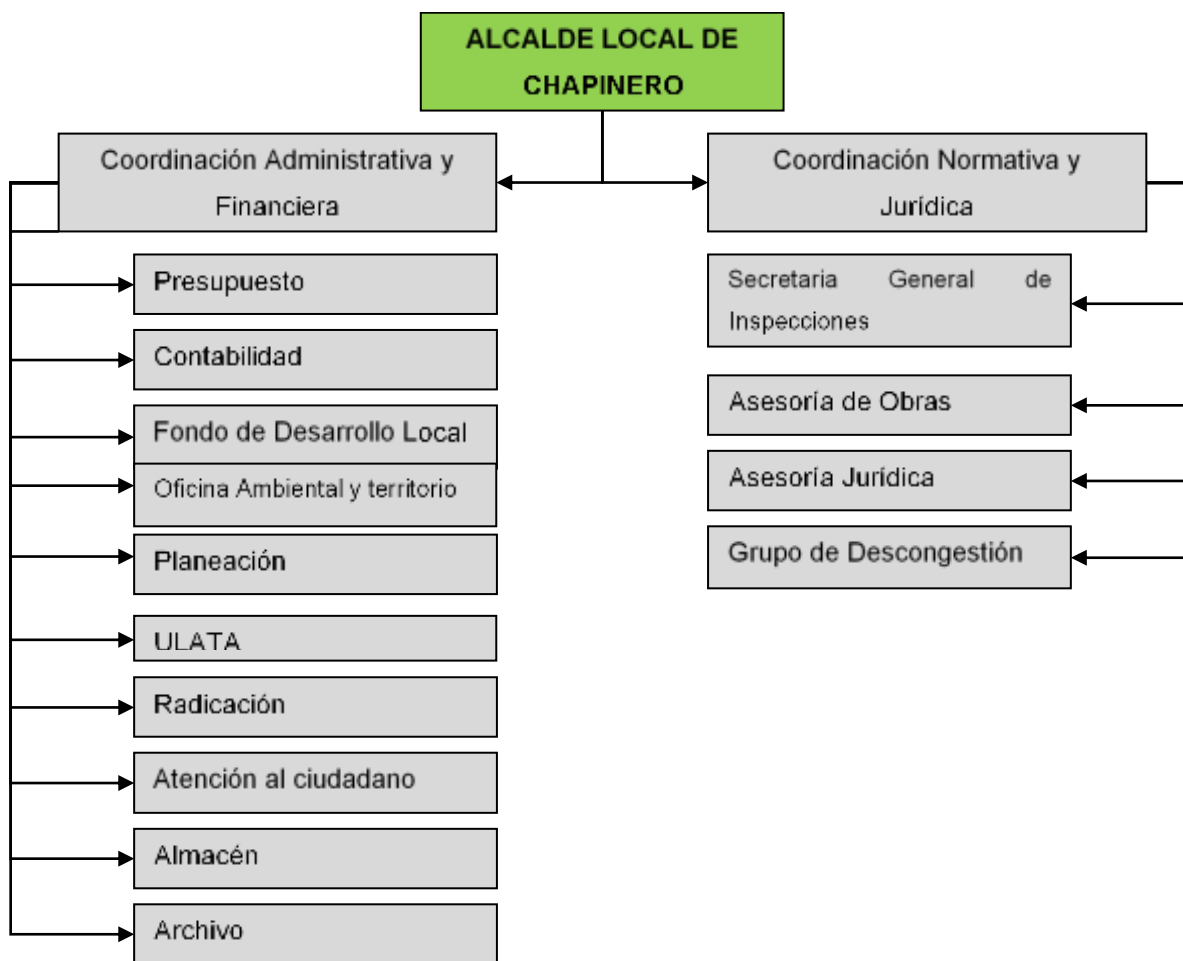 ALCALDE LOCAL DE
CHAPINERO
Coordinación Administrativa y
Financiera
Presupuesto
Contabilidad
Fondo de Desarrollo Local
Oficina Ambiental y territorio
Planeación
ULATA
Radicación
Atención al ciudadano
Almacén
Archivo
Coordinación Normativa y
Jurídica
Secretaria General de
Inspecciones
Asesoría de Obras
Asesoría Jurídica
Grupo de Descongestión